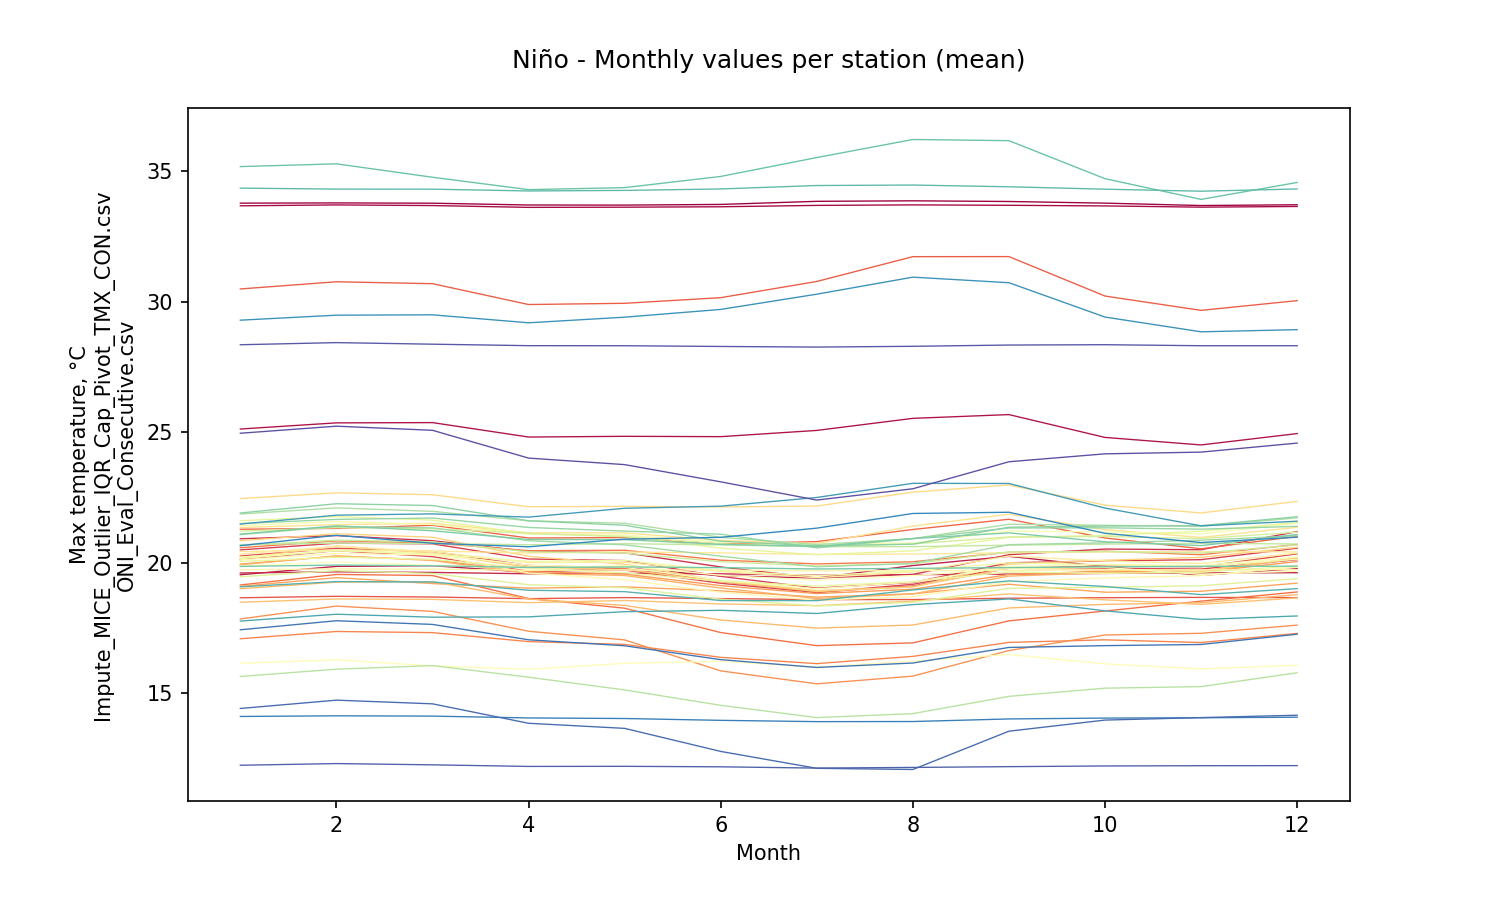 Niño - Monthly values per station (mean)
Max temperature, °C
Impute_MICE_Outlier_IQR_Cap_Pivot_TMX_CON.csv
ONI_Eval_Consecutive.csv
35
30
25
20
15
2 4 6 8 10 12
Month